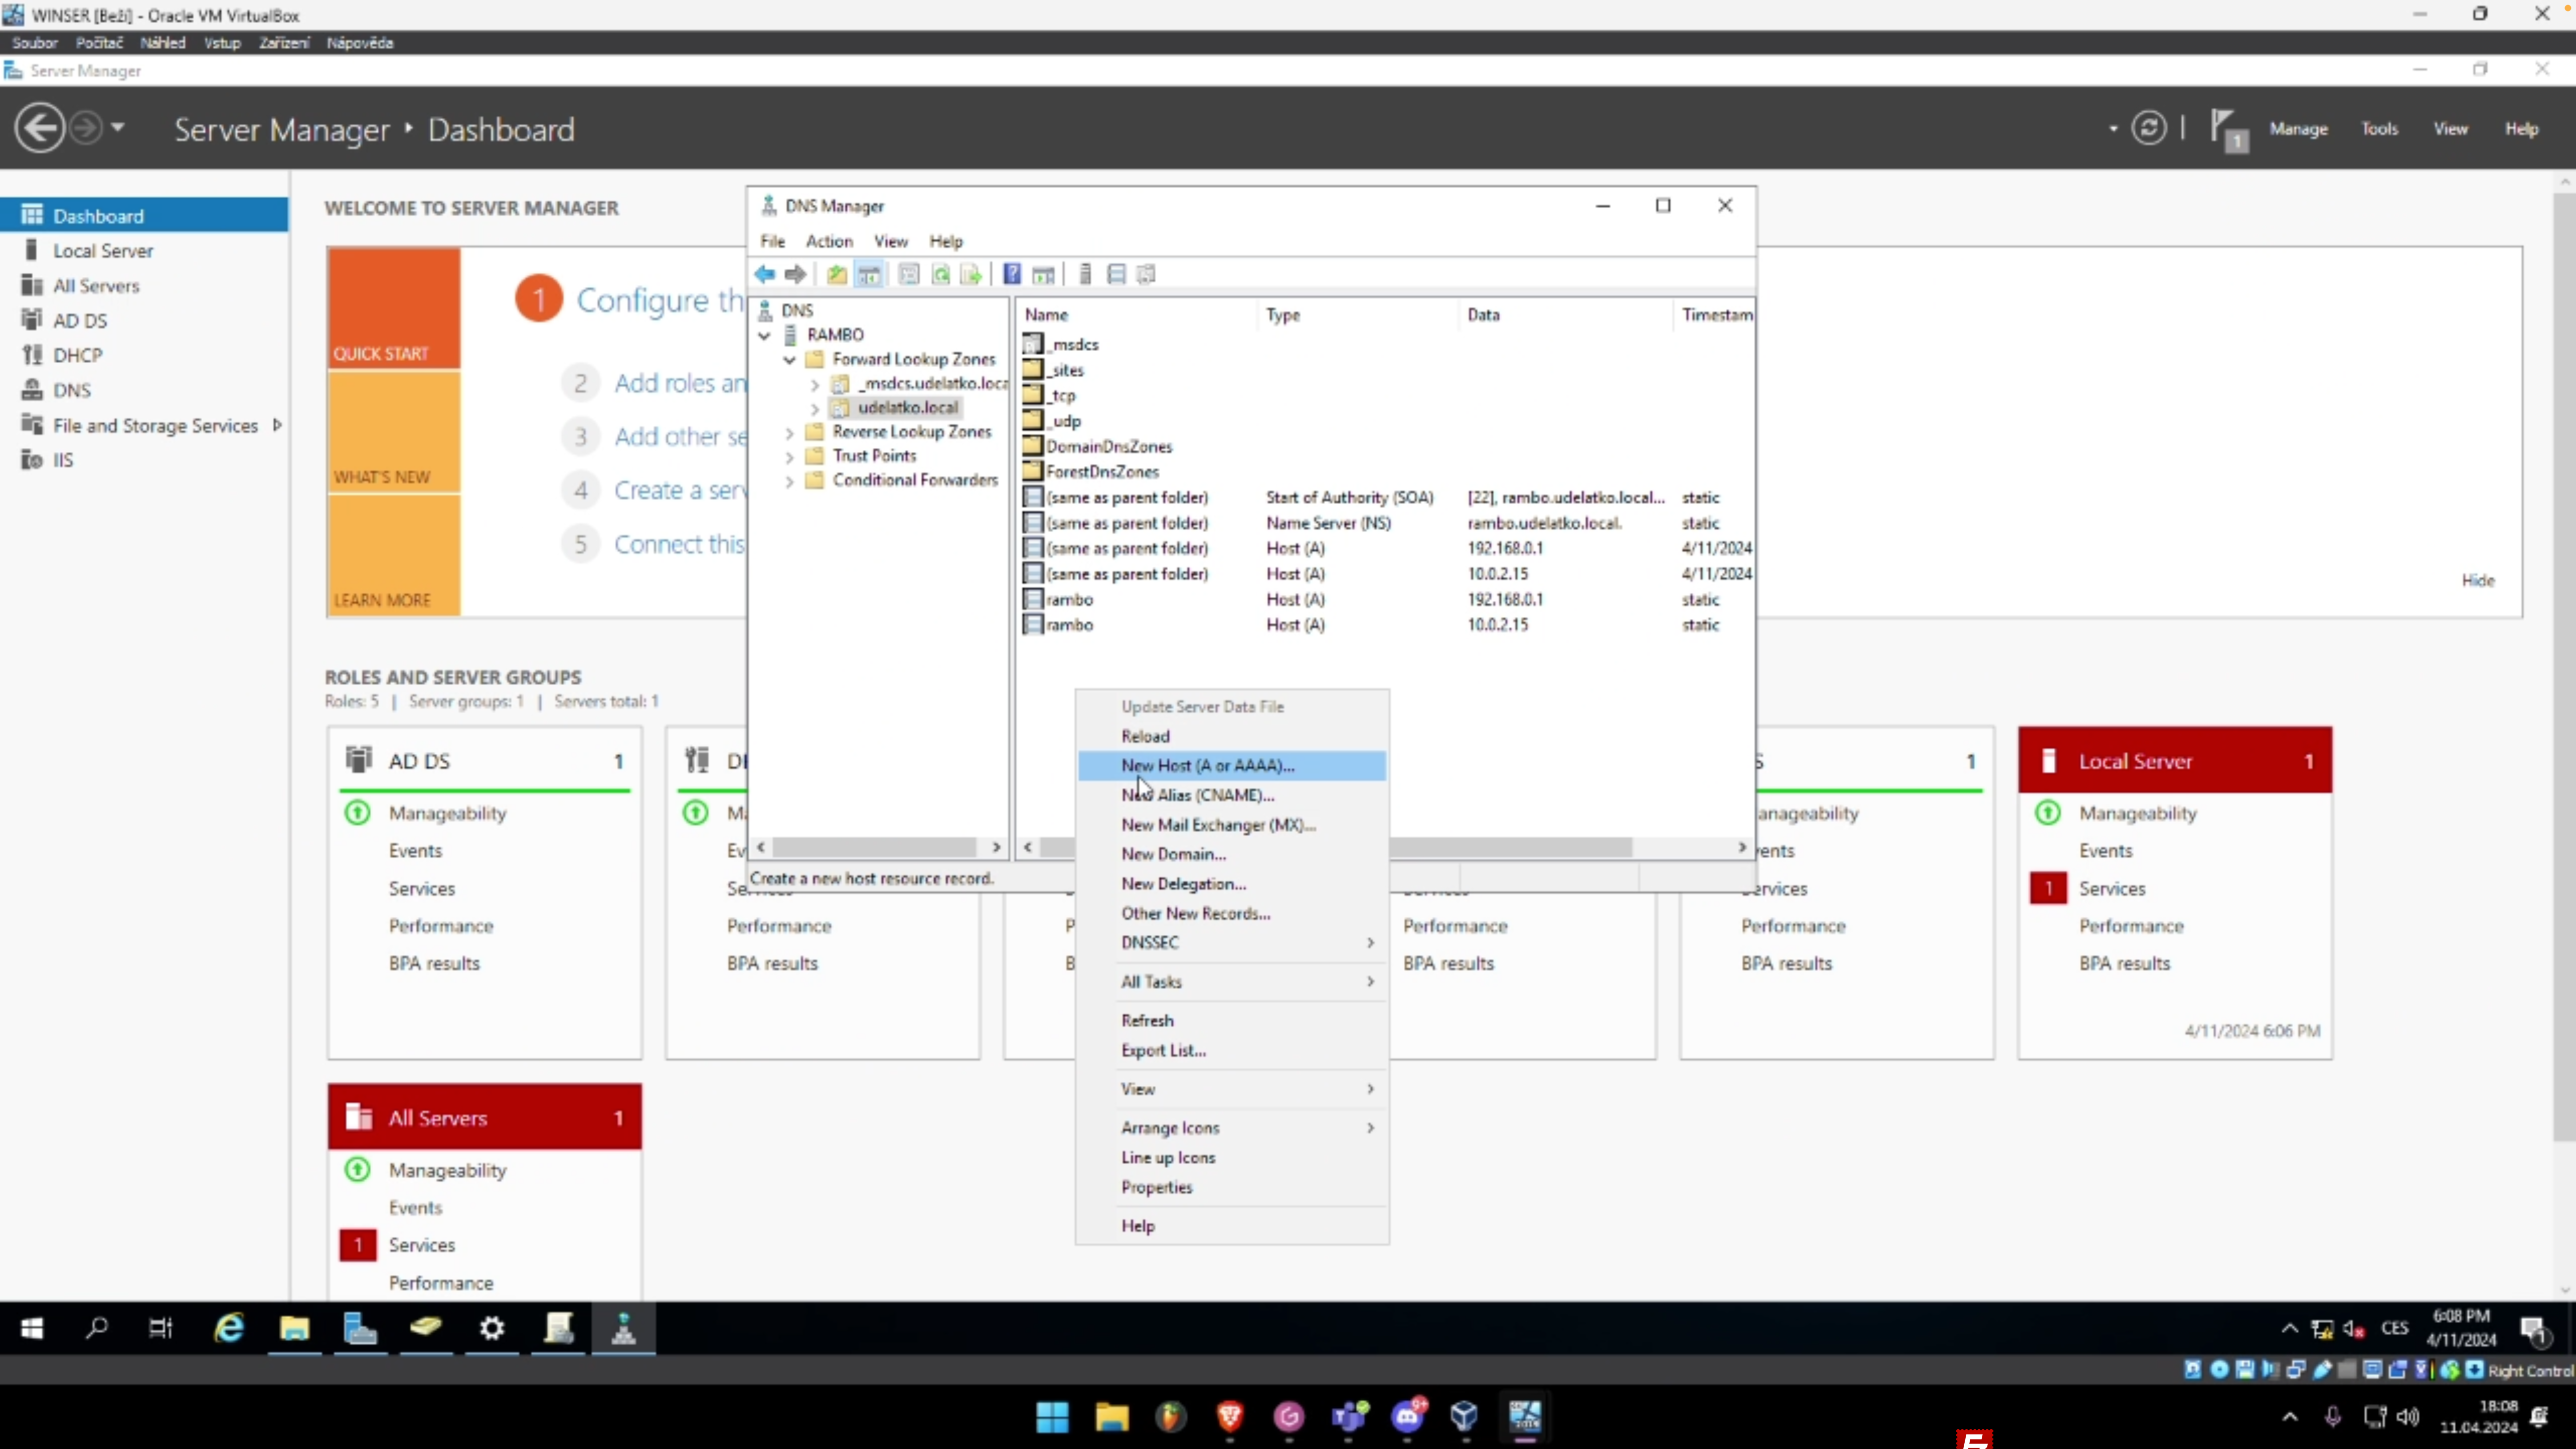 WINSER [Beží] - Oracle VM VirtualBox
Soubor Počítač Náhled Vstup Zařízení Nápověda
Server Manager
Server Manager Dashboard
1 Manage Tools View Help
Dashboard
Local Server
All Servers
AD DS
DHCP
DNS
File and Storage Services
IIS
WELCOME TO SERVER MANAGER
QUICK START
WHAT'S NEW
LEARN MORE
1 Configure th
2 Add roles an
3 Add other se
4 Create a serv
5 Connect this
Hide
DNS Manager
File Action View Help
DNS
RAMBO
Forward Lookup Zones
_msdcs.udelatko.loca
udelatko.local
Reverse Lookup Zones
Trust Points
Conditional Forwarders
Name Type Data Timestam
_msdcs
_sites
_tcp
_udp
DomainDnsZones
ForestDnsZones
(same as parent folder) Start of Authority (SOA) [22], rambo.udelatko.local... static
(same as parent folder) Name Server (NS) rambo.udelatko.local. static
(same as parent folder) Host (A) 192.168.0.1 4/11/2024
(same as parent folder) Host (A) 10.0.2.15 4/11/2024
rambo Host (A) 192.168.0.1 static
rambo Host (A) 10.0.2.15 static
Create a new host resource record.
Update Server Data File
Reload
New Host (A or AAAA)...
New Alias (CNAME)...
New Mail Exchanger (MX)...
New Domain...
New Delegation...
Other New Records...
DNSSEC
All Tasks
Refresh
Export List...
View
Arrange Icons
Line up Icons
Properties
Help
ROLES AND SERVER GROUPS
Roles: 5 | Server groups: 1 | Servers total: 1
AD DS 1
Manageability
Events
Services
Performance
BPA results
Performance
BPA results
Performance
BPA results
S 1
anageability
ents
ervices
Performance
BPA results
Local Server 1
Manageability
Events
1 Services
Performance
BPA results
4/11/2024 6:06 PM
All Servers 1
Manageability
Events
1 Services
Performance
CES
6:08 PM
4/11/2024
1
Right Control
9+
18:08
11.04.2024